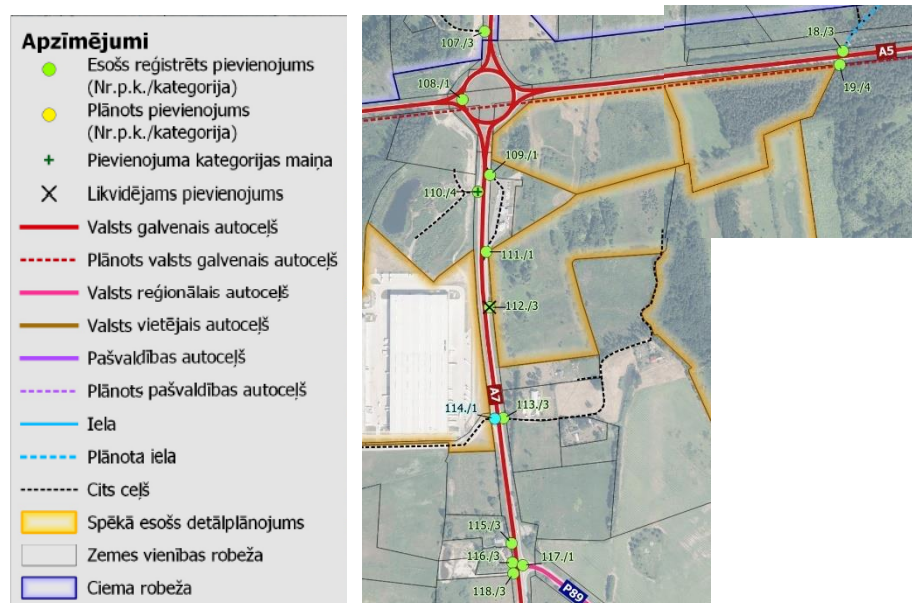 Apzīmējumi
Esošs reģistrēts pievienojums
(Nr.p.k./kategorija)
Plānots pievienojums
(Nr.p.k./kategorija)
Pievienojuma kategorijas maiņa
Likvidējams pievienojums
Valsts galvenais autoceļš
Plānots valsts galvenais autoceļš
Valsts reģionālais autoceļš
Valsts vietējais autoceļš
Pašvaldības autoceļš
Plānots pašvaldības autoceļš
Iela
Plānota iela
Cits ceļš
Spēkā esošs detālplānojums
Zemes vienības robeža
Ciema robeža
107./3
18./3
A5
19./4
108./1
109./1
110./4
111./1
112./3
A7
114./1
113./3
115./3
116./3
117./1
118./3
P89